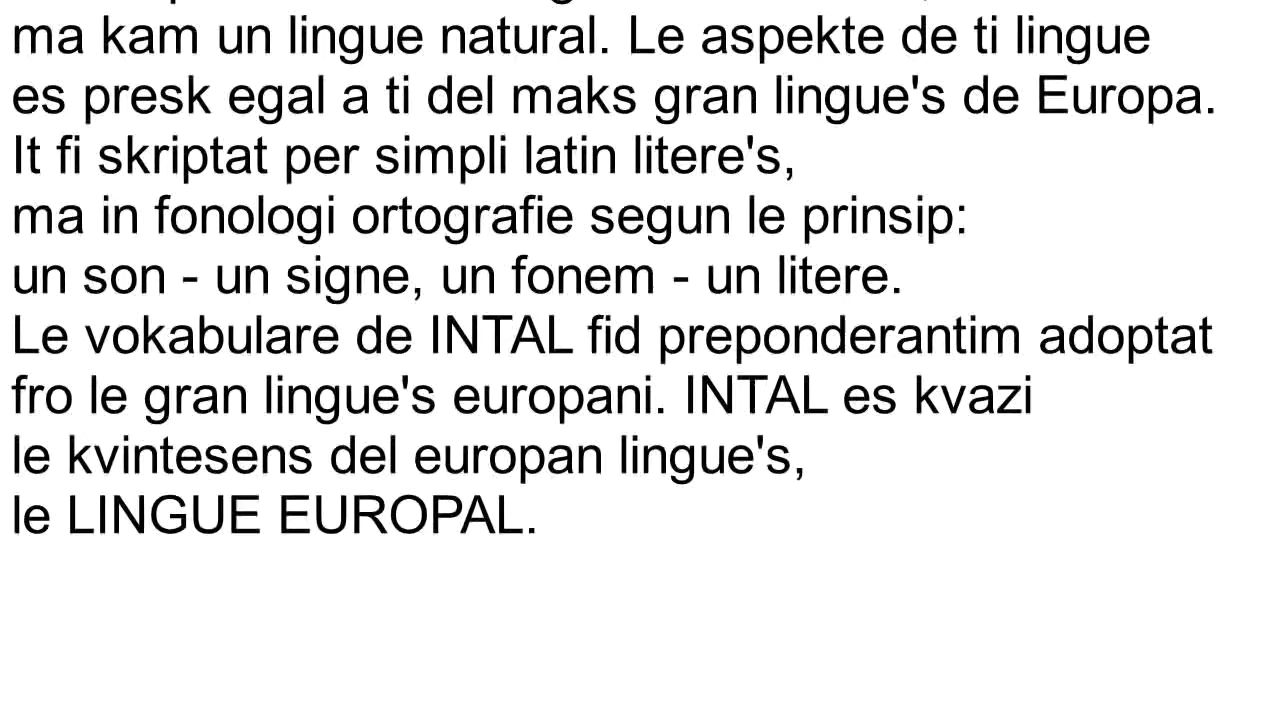 ma kam un lingue natural. Le aspekte de ti lingue
es presk egal a ti del maks gran lingue's de Europa.
It fi skriptat per simpli latin litere's,
ma in fonologi ortografie segun le prinsip:
un son - un signe, un fonem - un litere.
Le vokabulare de INTAL fid preponderantim adoptat
fro le gran lingue's europani. INTAL es kvazi
le kvintesens del europan lingue's,
le LINGUE EUROPAL.